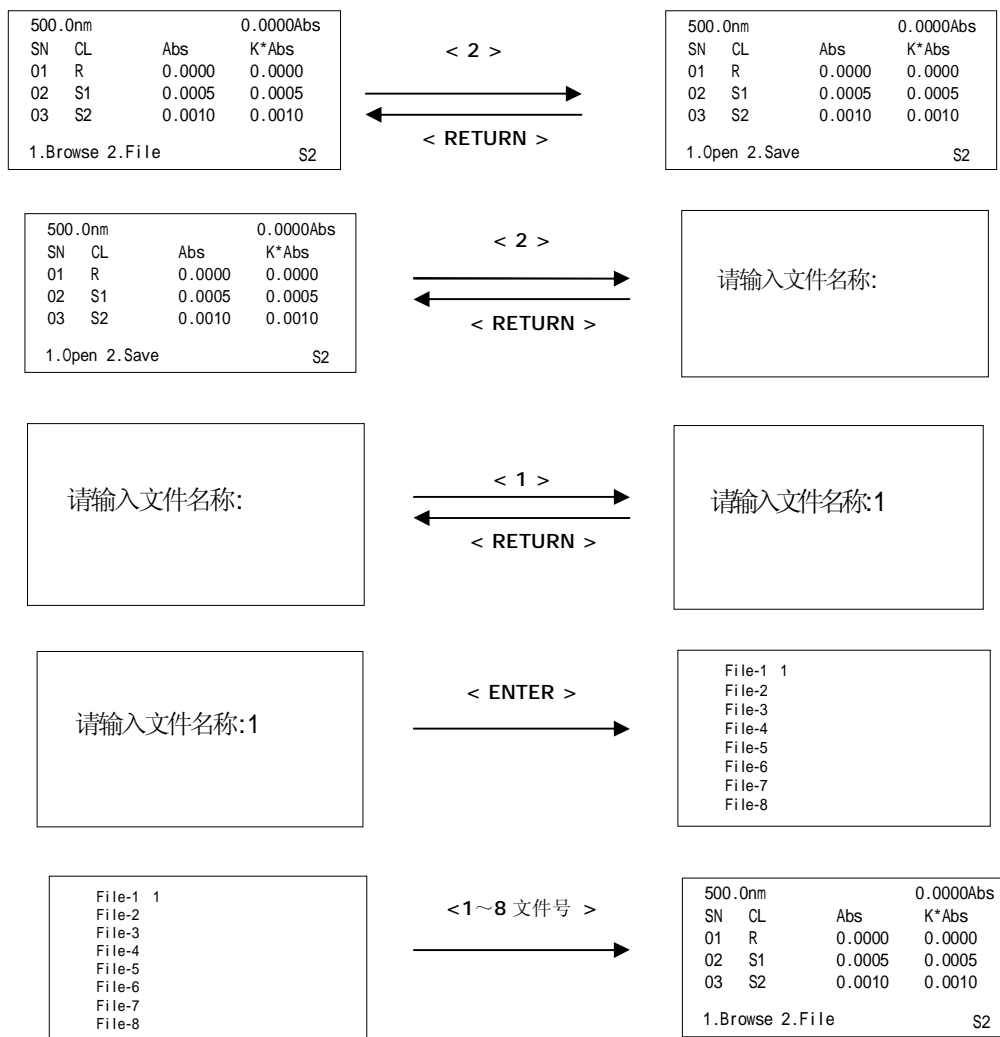 500.0nm 0.0000Abs
SN CL Abs K*Abs
01 R 0.0000 0.0000
02 S1 0.0005 0.0005
03 S2 0.0010 0.0010
1.Browse 2.File S2
< 2 >
< RETURN >
500.0nm 0.0000Abs
SN CL Abs K*Abs
01 R 0.0000 0.0000
02 S1 0.0005 0.0005
03 S2 0.0010 0.0010
1.Open 2.Save S2
500.0nm 0.0000Abs
SN CL Abs K*Abs
01 R 0.0000 0.0000
02 S1 0.0005 0.0005
03 S2 0.0010 0.0010
1.Open 2.Save S2
< 2 >
< RETURN >
请输入文件名称:
请输入文件名称:
< 1 >
< RETURN >
请输入文件名称:1
请输入文件名称:1
< ENTER >
File-1 1
File-2
File-3
File-4
File-5
File-6
File-7
File-8
File-1 1
File-2
File-3
File-4
File-5
File-6
File-7
File-8
<1～8 文件号 >
500.0nm 0.0000Abs
SN CL Abs K*Abs
01 R 0.0000 0.0000
02 S1 0.0005 0.0005
03 S2 0.0010 0.0010
1.Browse 2.File S2